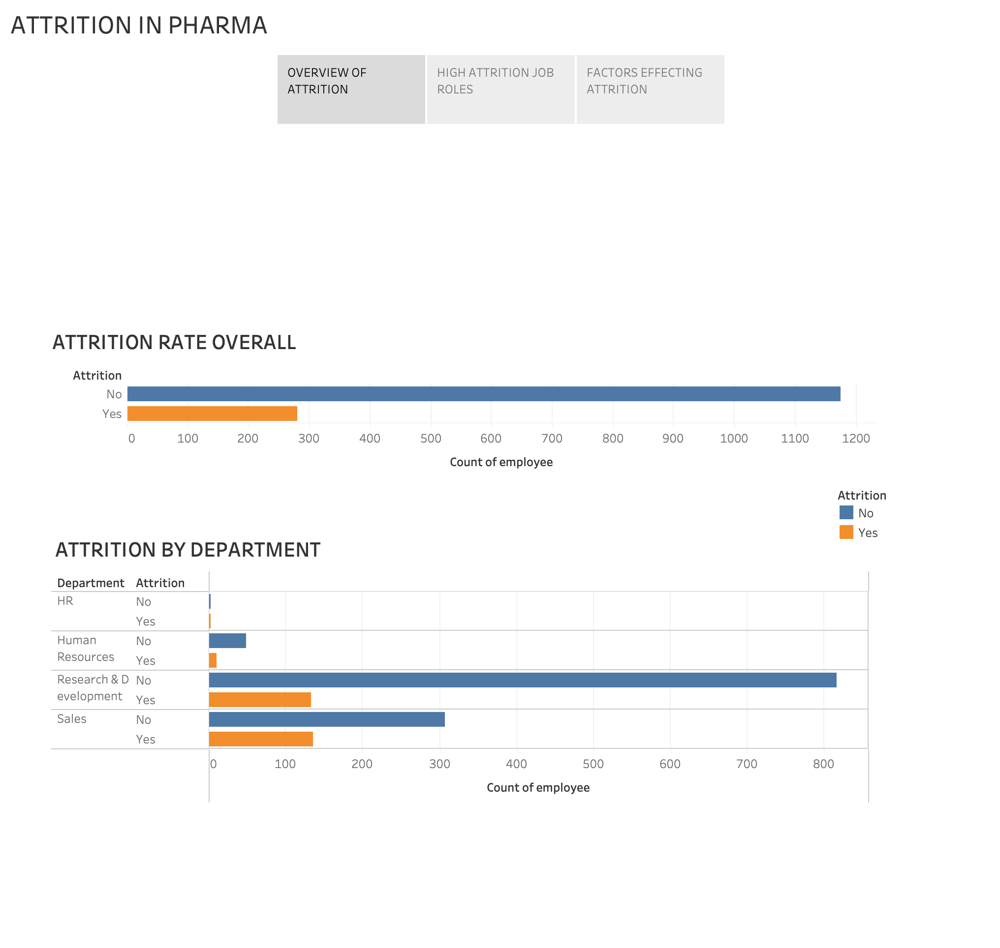 ATTRITION IN PHARMA
OVERVIEW OF
ATTRITION
HIGH ATTRITION JOB
ROLES
FACTORS EFFECTING
ATTRITION
ATTRITION RATE OVERALL
Attrition
No
Yes
0 100 200 300 400 500 600 700 800 900 1000 1100 1200
Count of employee
Attrition
No
Yes
ATTRITION BY DEPARTMENT
Department Attrition
HR No
Yes
Human No
Resources Yes
Research & D No
evelopment Yes
Sales No
Yes
0 100 200 300 400 500 600 700 800
Count of employee